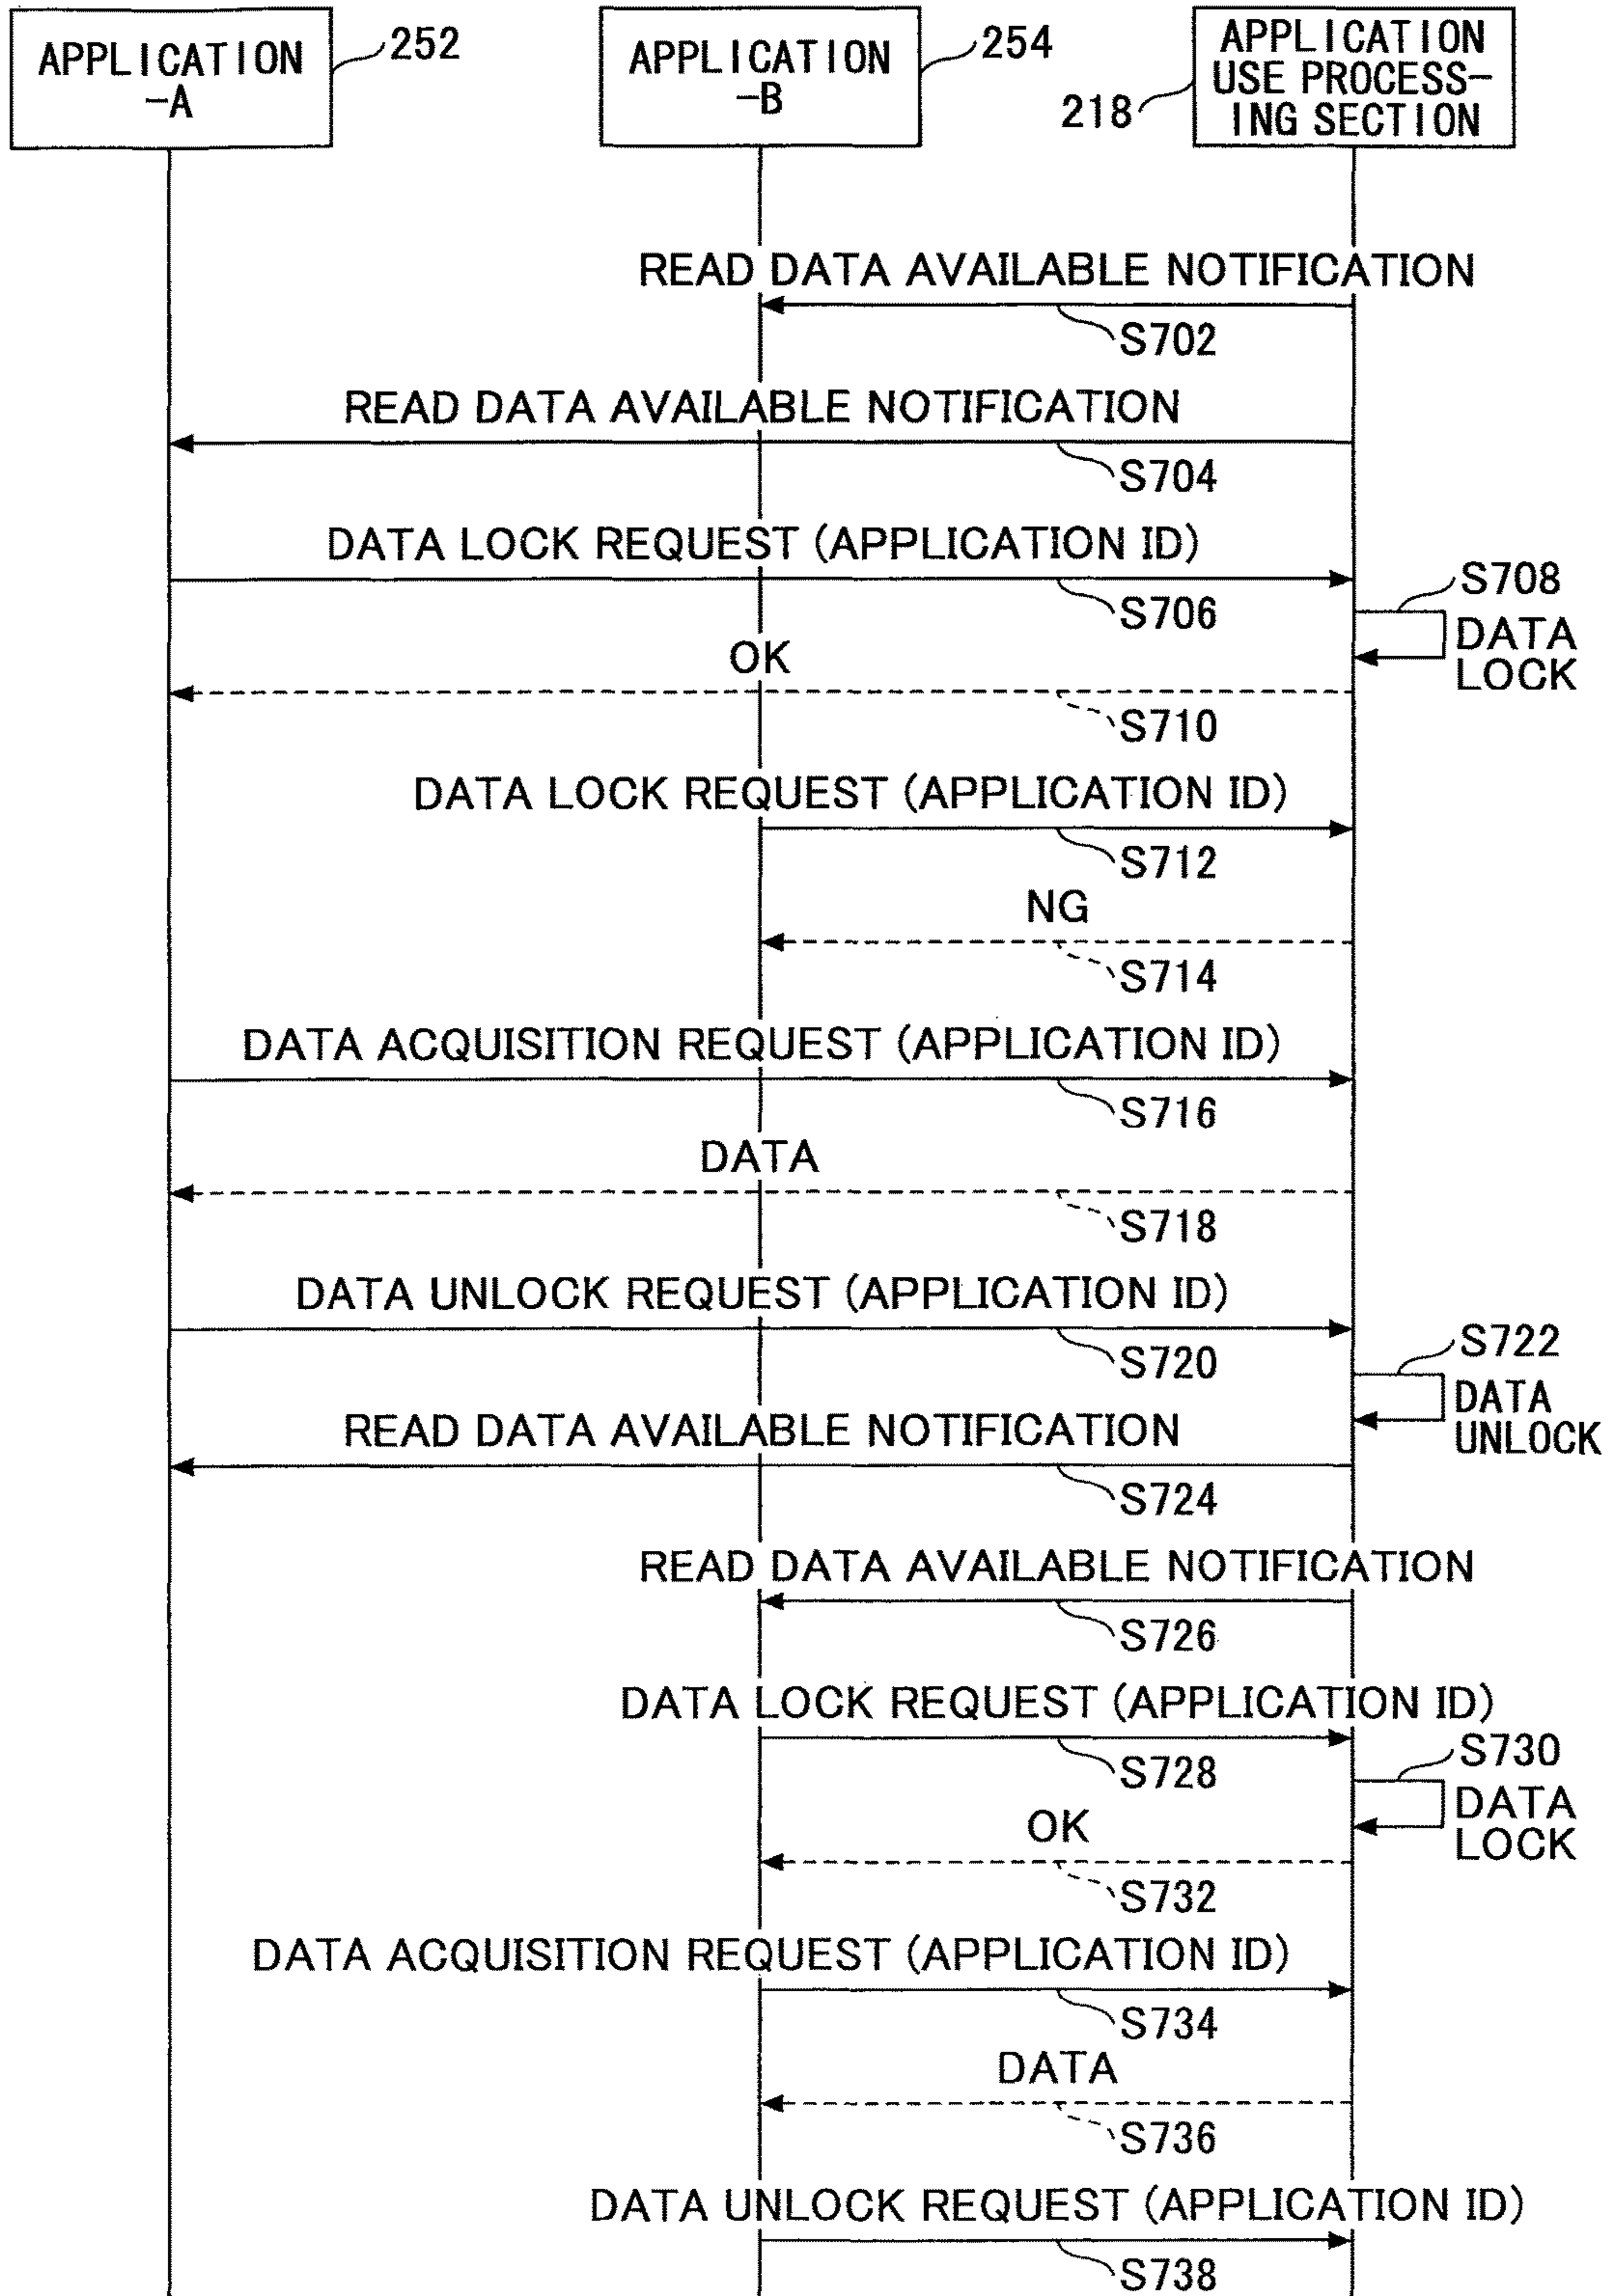 APPLICATION
-A
252
APPLICATION
-B
254
APPLICATION
USE PROCESS-
ING SECTION
218
READ DATA AVAILABLE NOTIFICATION
S702
READ DATA AVAILABLE NOTIFICATION
S704
DATA LOCK REQUEST (APPLICATION ID)
S706
S708
DATA
LOCK
OK
S710
DATA LOCK REQUEST (APPLICATION ID)
S712
NG
S714
DATA ACQUISITION REQUEST (APPLICATION ID)
S716
DATA
S718
DATA UNLOCK REQUEST (APPLICATION ID)
S720
S722
DATA
UNLOCK
READ DATA AVAILABLE NOTIFICATION
S724
READ DATA AVAILABLE NOTIFICATION
S726
DATA LOCK REQUEST (APPLICATION ID)
S728
S730
DATA
LOCK
OK
S732
DATA ACQUISITION REQUEST (APPLICATION ID)
S734
DATA
S736
DATA UNLOCK REQUEST (APPLICATION ID)
S738